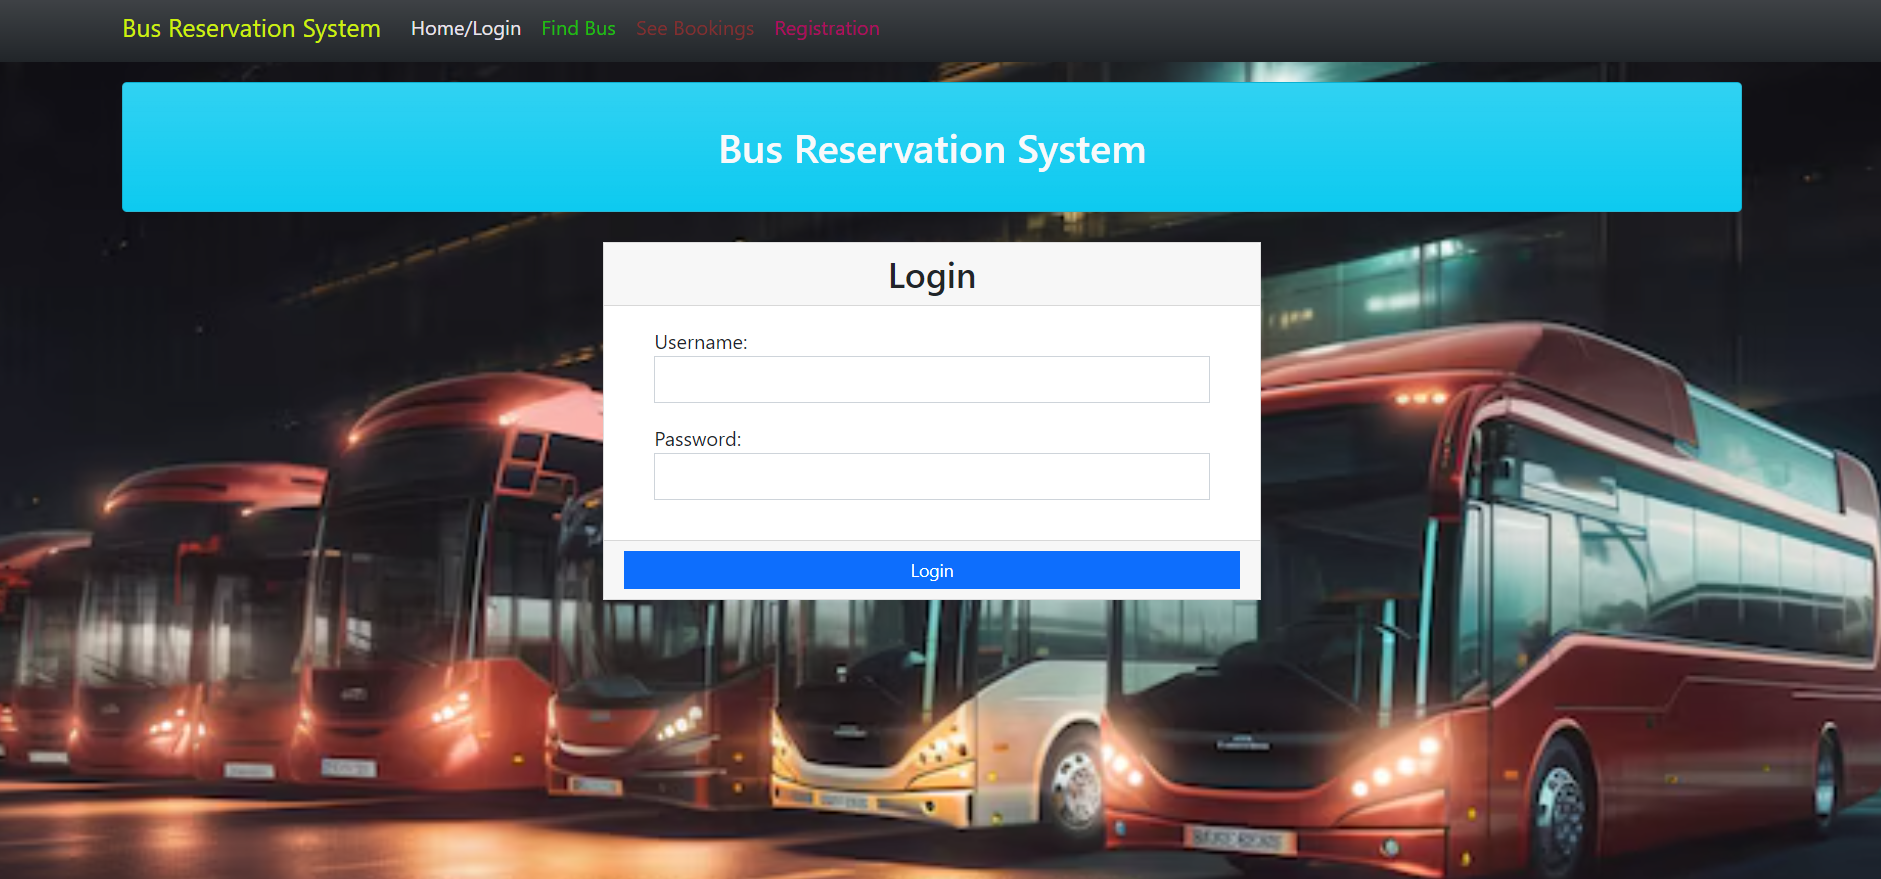 Bus Reservation System Home/Login Find Bus See Bookings Registration
Bus Reservation System
Login
Username:
Password:
Login